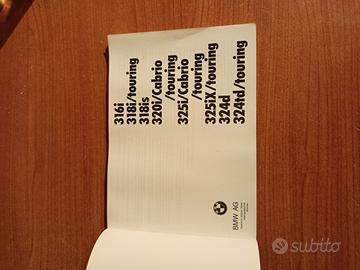 316i
318i/touring
318is
320i/Cabrio
/touring
325i/Cabrio
/touring
325iX/touring
324d
324td/touring
BMW AG
subito